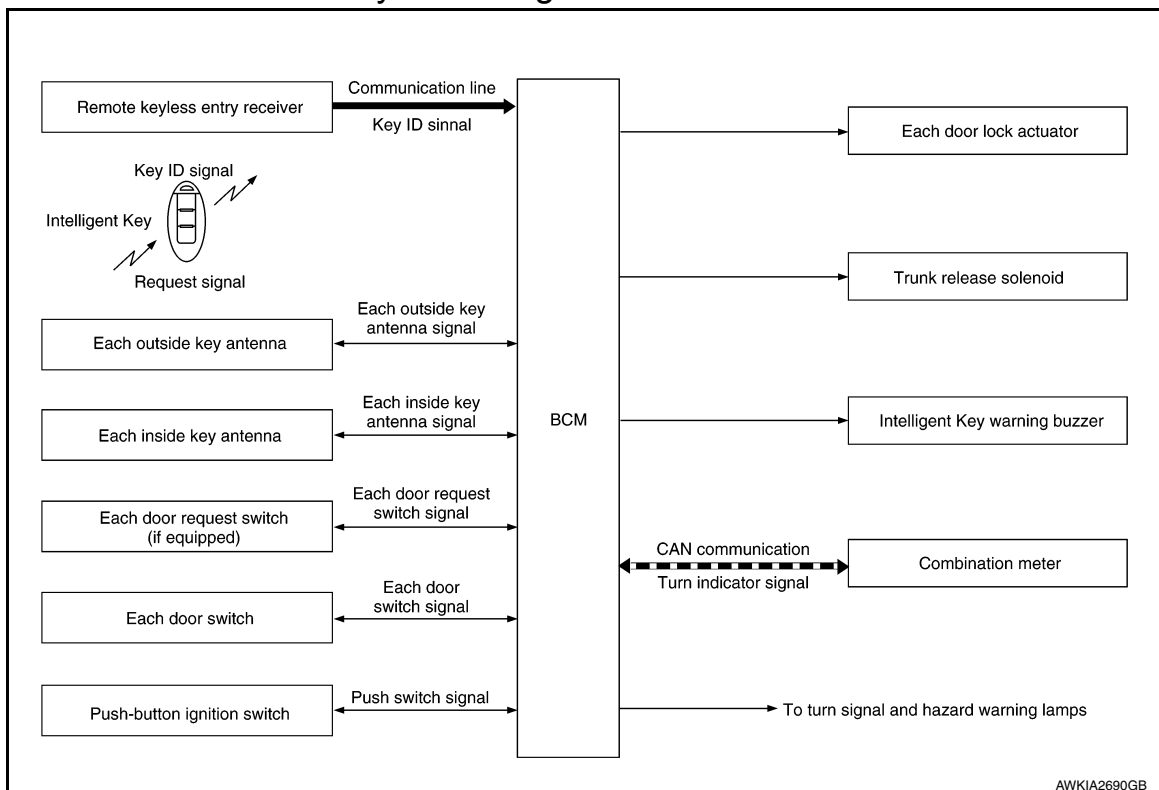 Remote keyless entry receiver
Communication line
Key ID sinnal
Key ID signal
Intelligent Key
Request signal
Each outside key antenna
Each outside key
antenna signal
Each inside key antenna
Each inside key
antenna signal
Each door request switch
(if equipped)
Each door request
switch signal
Each door switch
Each door
switch signal
Push-button ignition switch
Push switch signal
BCM
Each door lock actuator
Trunk release solenoid
Intelligent Key warning buzzer
CAN communication
Turn indicator signal
Combination meter
To turn signal and hazard warning lamps
AWKIA2690GB